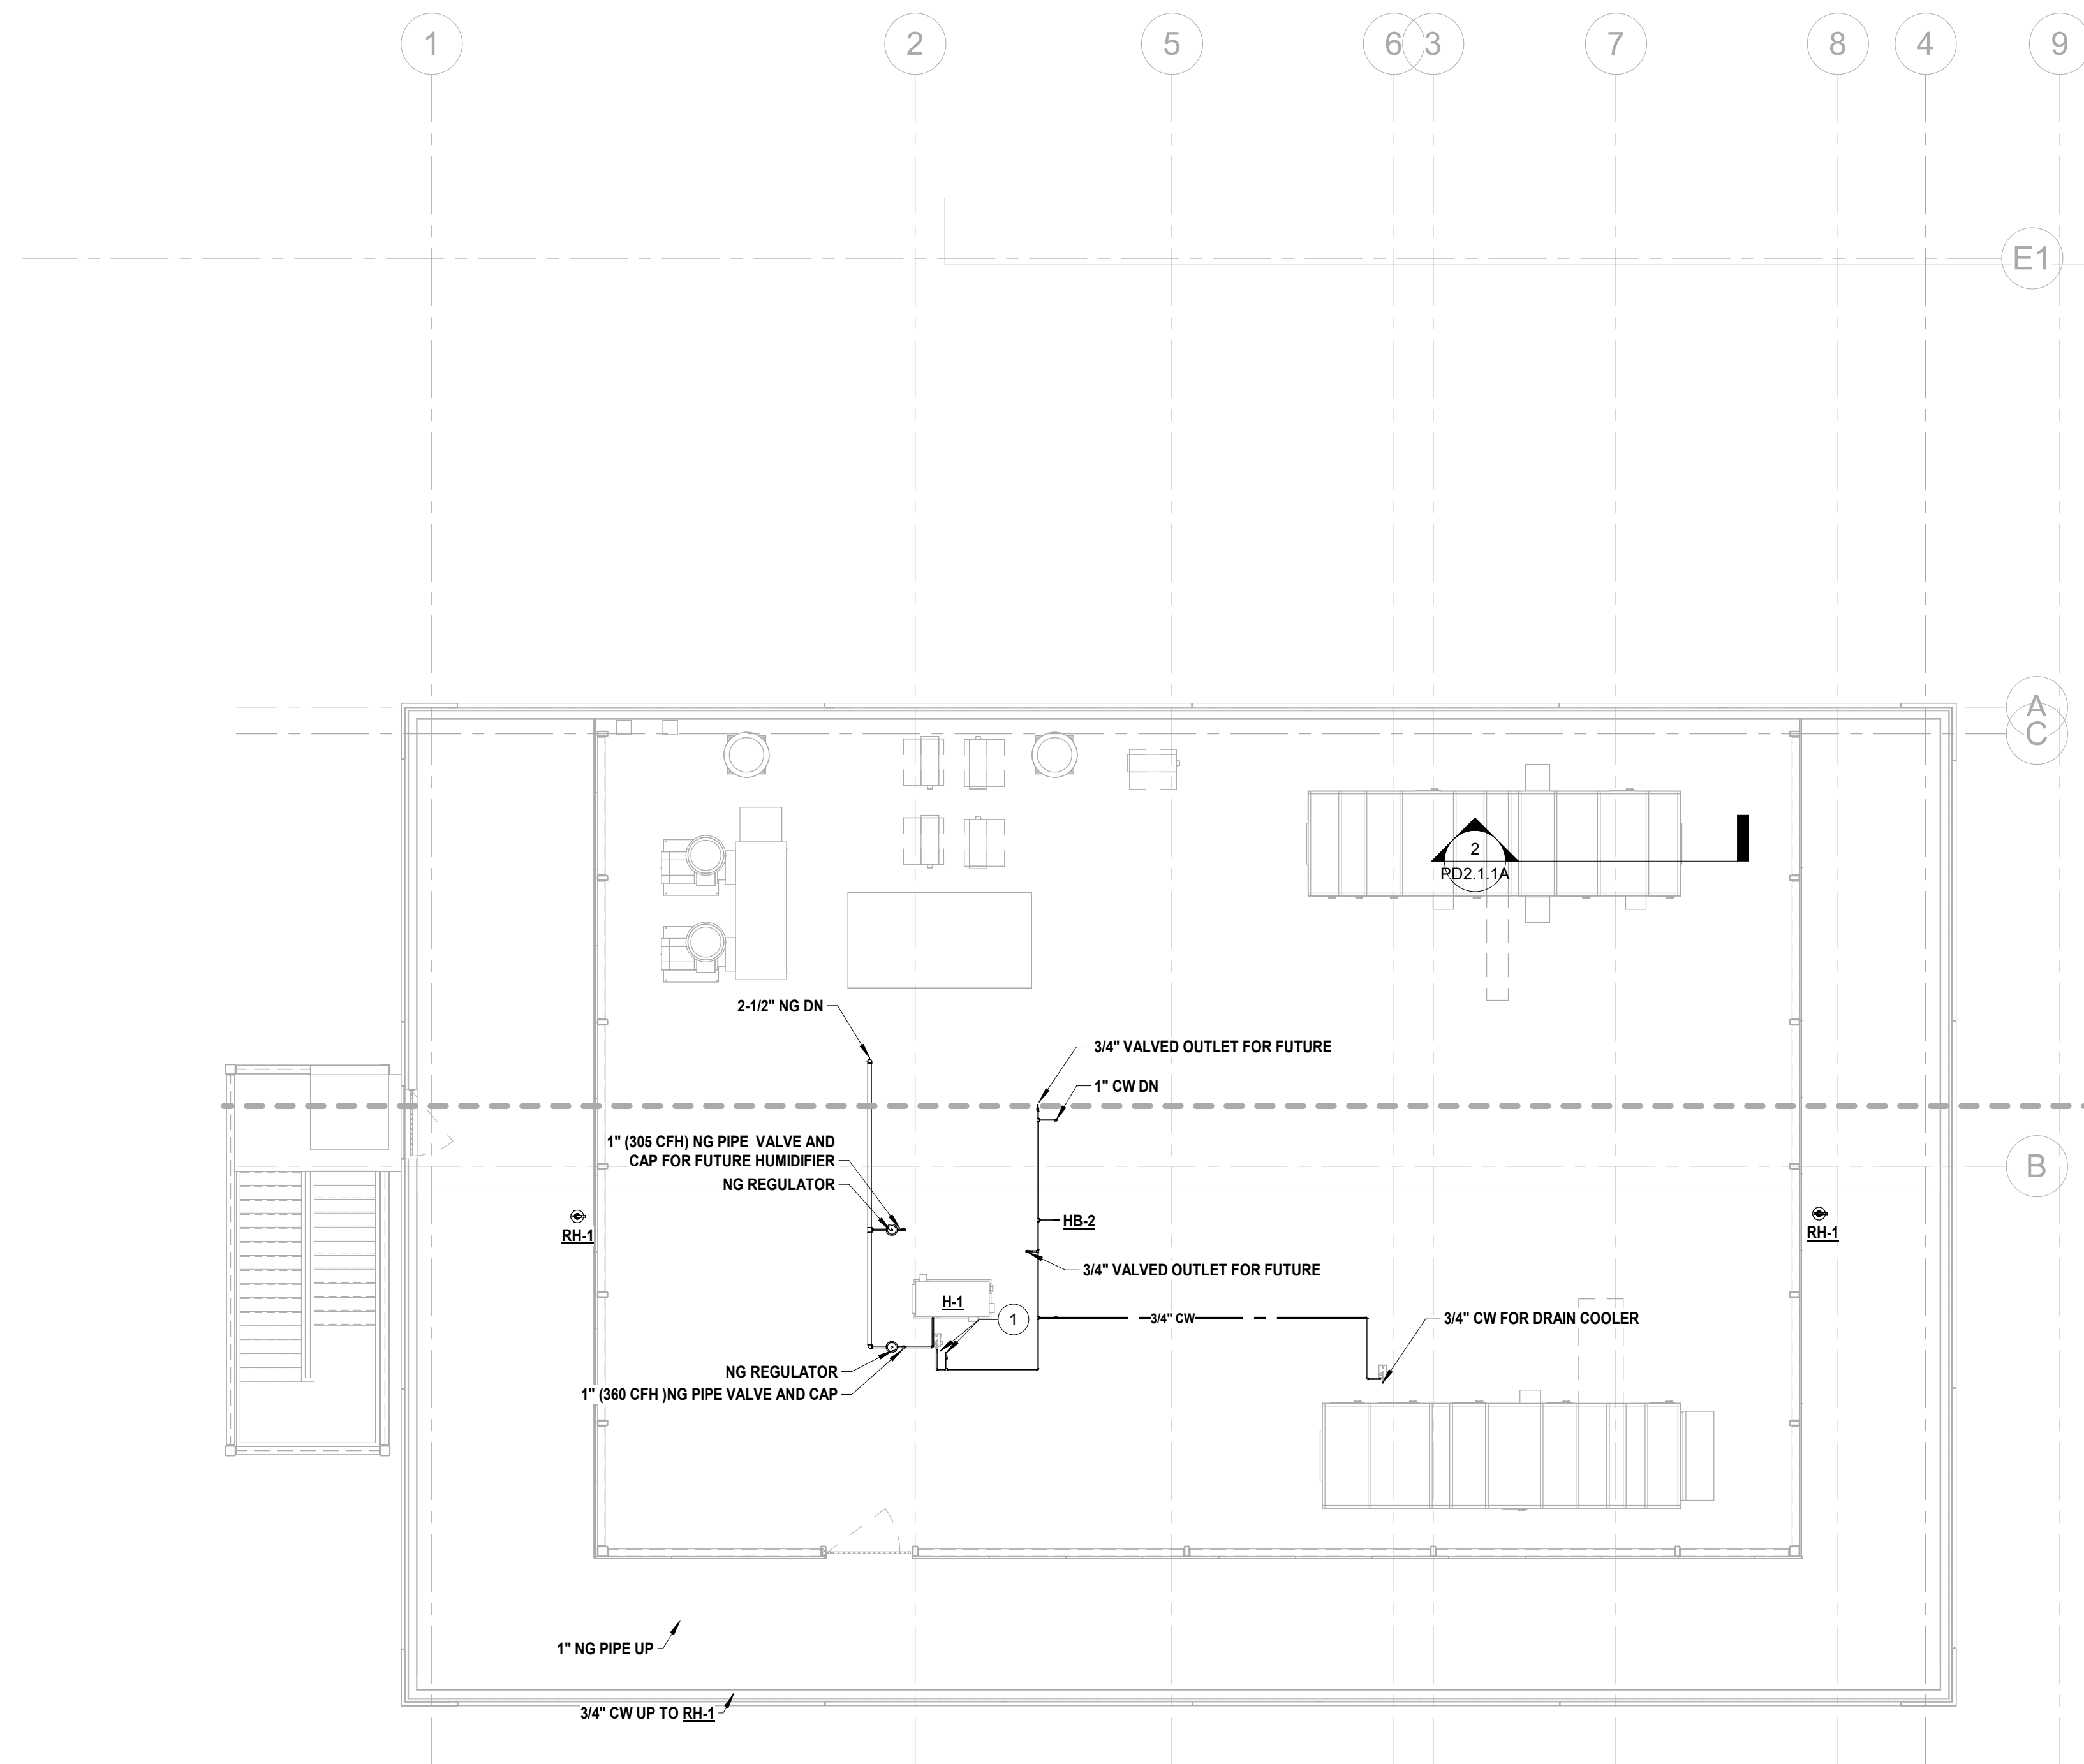 1
2
5
6
3
7
8
4
9
E1
A
C
2
PD2.1.1A
2-1/2" NG DN
3/4" VALVED OUTLET FOR FUTURE
1" CW DN
1" (305 CFH) NG PIPE VALVE AND
CAP FOR FUTURE HUMIDIFIER
B
NG REGULATOR
RH-1
HB-2
RH-1
3/4" VALVED OUTLET FOR FUTURE
H-1
1
3/4" CW
3/4" CW FOR DRAIN COOLER
NG REGULATOR
1" (360 CFH )NG PIPE VALVE AND CAP
1" NG PIPE UP
3/4" CW UP TO RH-1